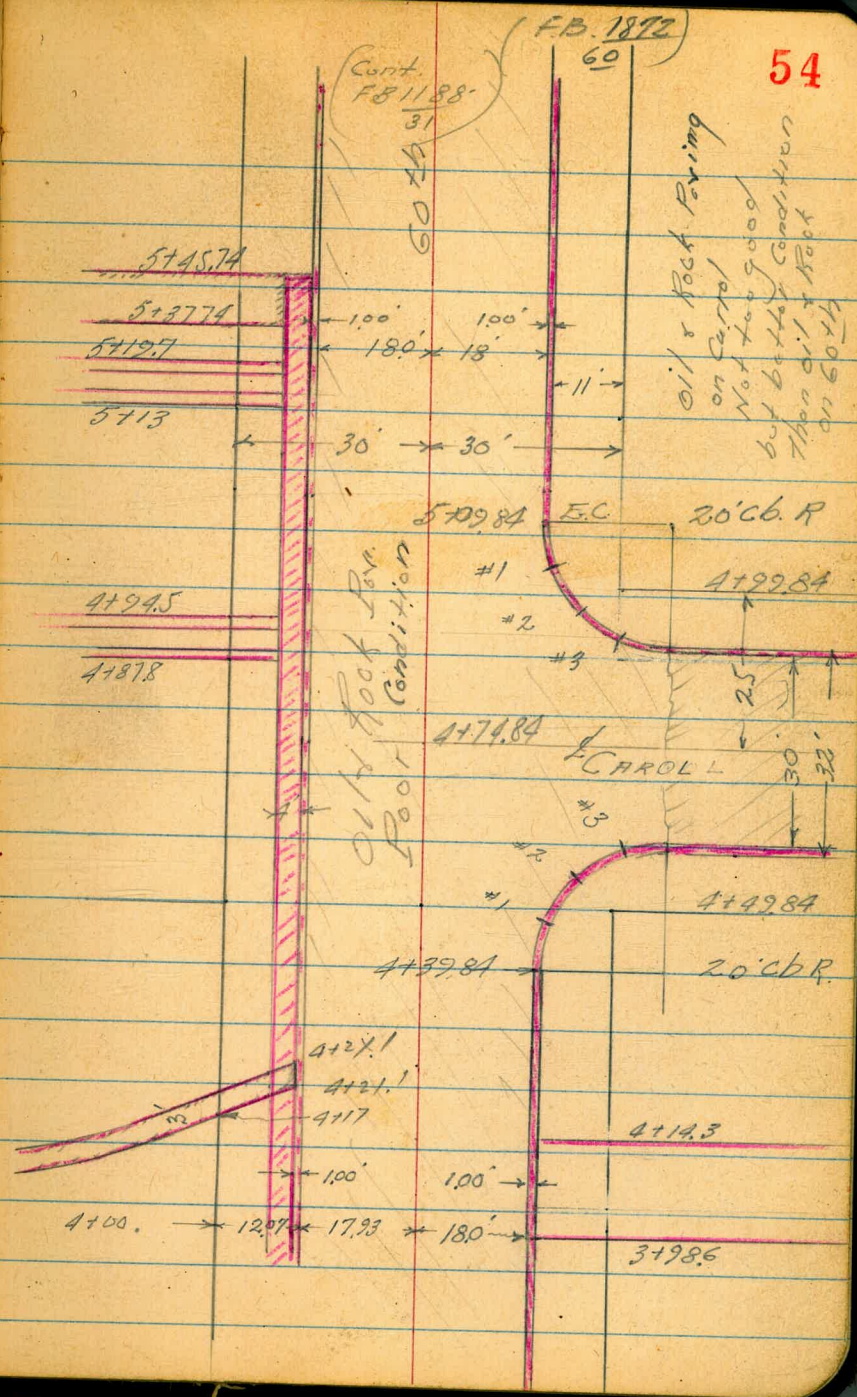 F.B. 1872
60
54
Cont.
FB 1188
31
60 th
Oil & Rock Paving
on Carrol
Not too good
but better Condition
Than oil & Rock
on 60th
5+45.74
5+37.74
1.00'
1.00'
5+19.7
18.0'
18'
11'
5+13
30'
30'
5+09.84
E.C.
20' Cb. R
#1
4+99.84
4+94.5
#2
#3
4+87.8
25
Oil & Rock Pav.
Poor Condition
4+74.84
℄ CAROLL
30'
32'
4
#3
#2
#1
4+49.84
4+39.84
20' Cb R.
4+27.1
4+21.1
3'
4+17
4+14.3
1.00'
1.00'
4+00.
12.07
17.93
18.0'
3+98.6